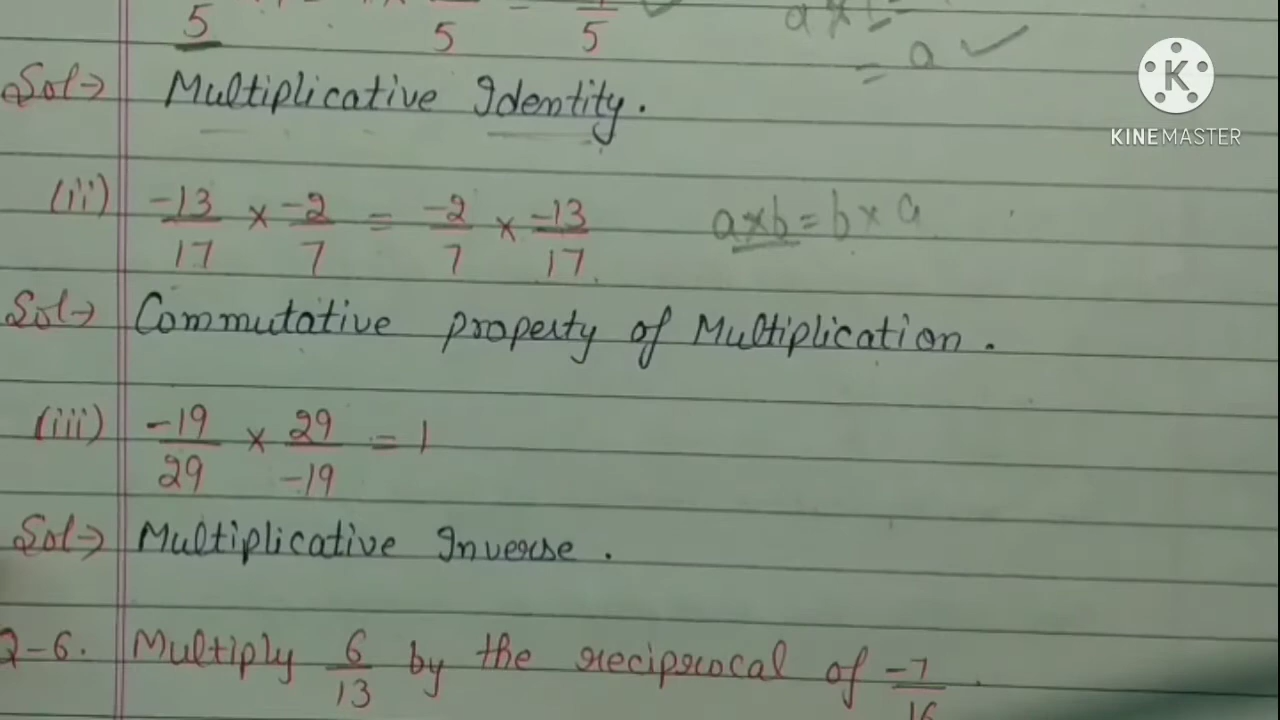 5 5 = 5
= a ✓
Sol→ Multiplicative Identity.
K
KINEMASTER
(ii) -13/17 × -2/7 = -2/7 × -13/17 a×b = b×a
Sol→ Commutative property of Multiplication.
(iii) -19/29 × 29/-19 = 1
Sol→ Multiplicative Inverse.
-6. Multiply 6/13 by the reciprocal of -7/16.